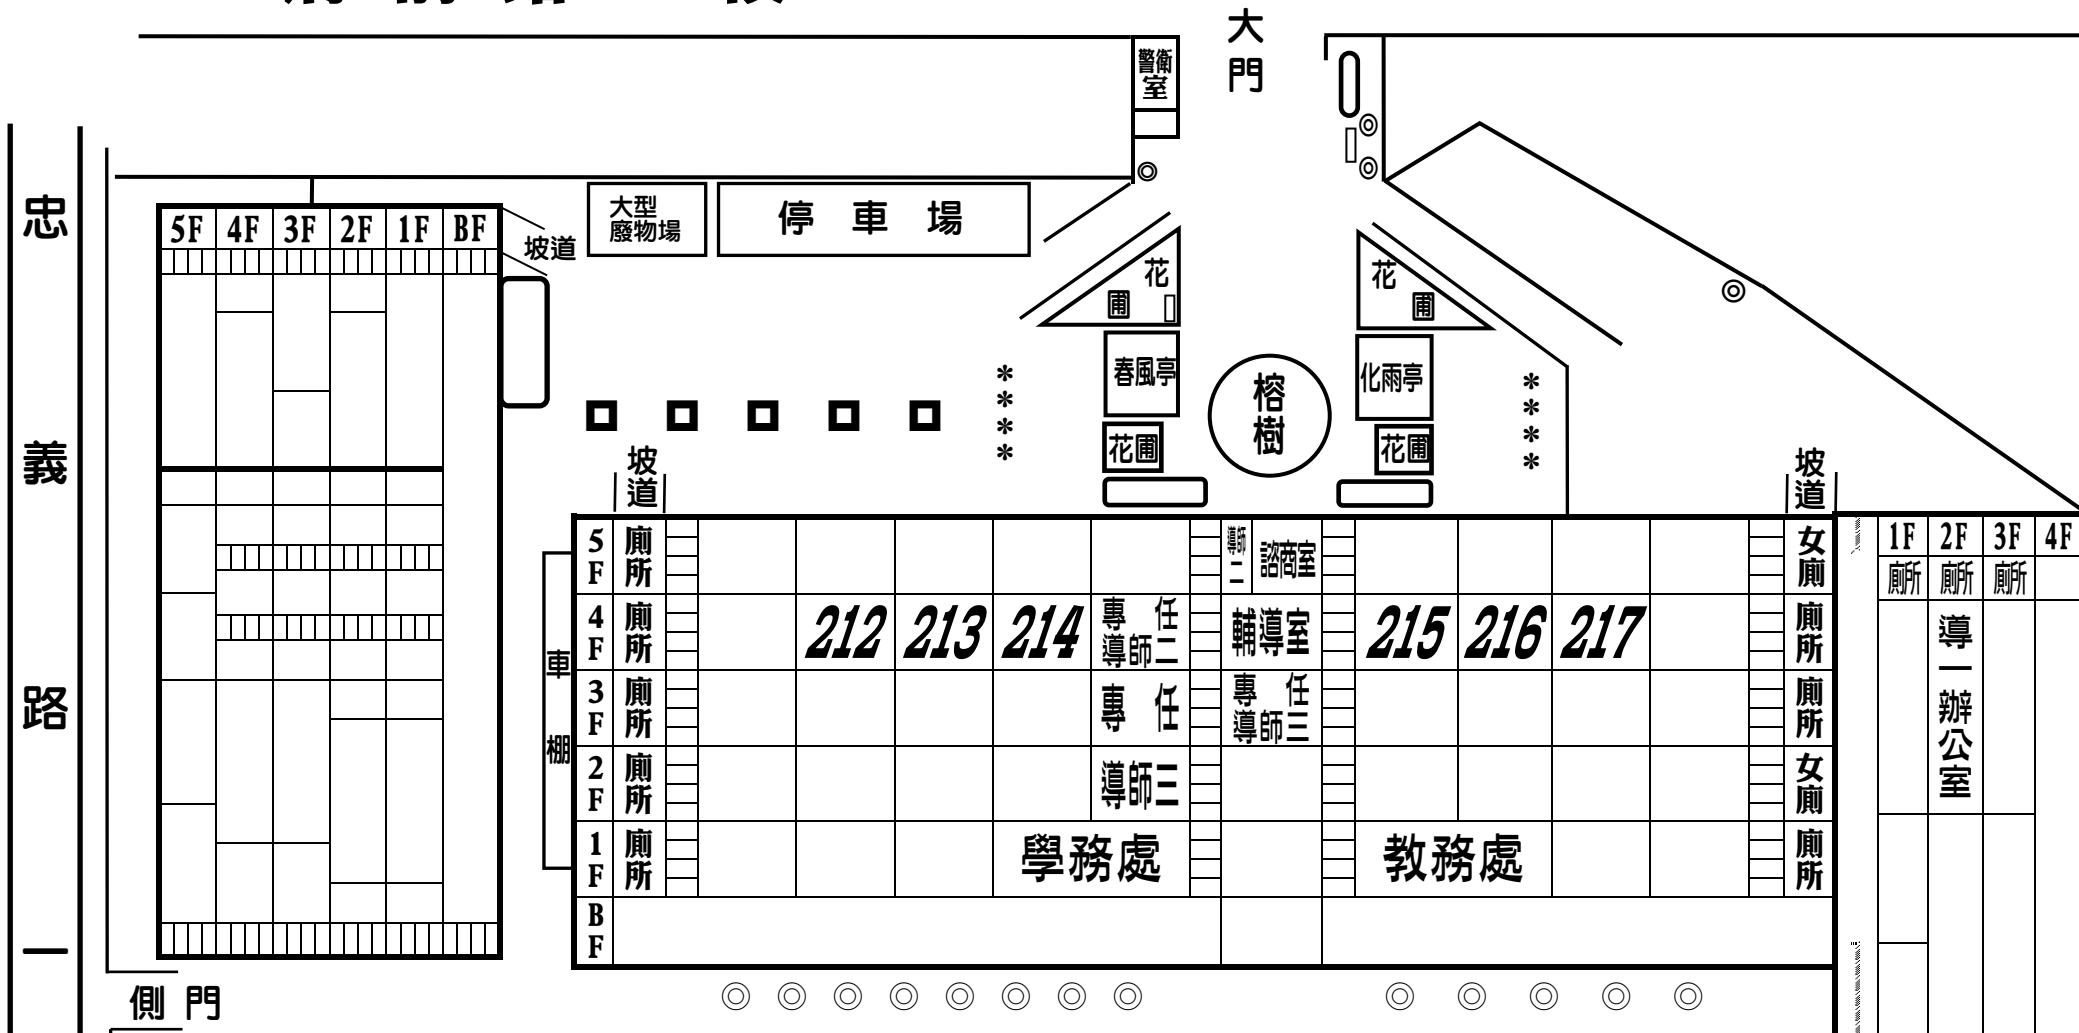 大門
警衛室
忠義路一
5F 4F 3F 2F 1F BF
坡道
大型
廢物場
停車場
花圃
花圃
春風亭
榕樹
化雨亭
＊＊＊＊
＊＊＊＊
花圃
花圃
坡道
坡道
5F 廁所 導師二 諮商室 女廁
4F 廁所 212 213 214 專任導師二 輔導室 215 216 217 廁所
3F 廁所 專任 專任導師三 廁所
2F 廁所 導師三 女廁
1F 廁所 學務處 教務處 廁所
BF
車棚
1F 2F 3F 4F
廁所 廁所 廁所
導一辦公室
側門
◎◎◎◎◎◎◎◎ ◎◎◎◎◎